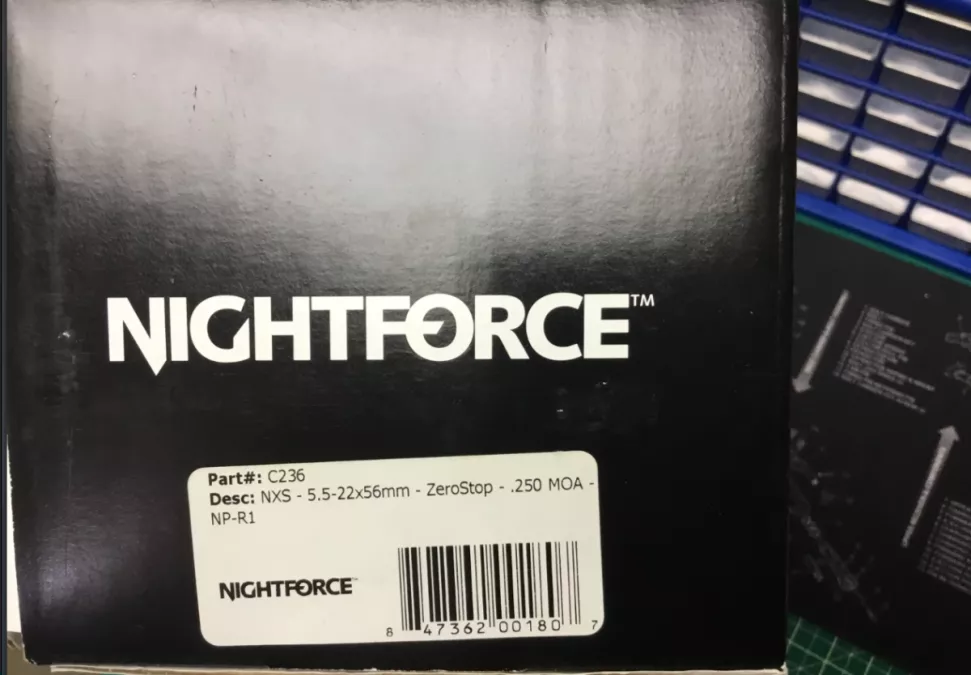 NIGHTFORCE™
Part#: C236
Desc: NXS - 5.5-22x56mm - ZeroStop - .250 MOA -
NP-R1
NIGHTFORCE™
8 47362 00180 7